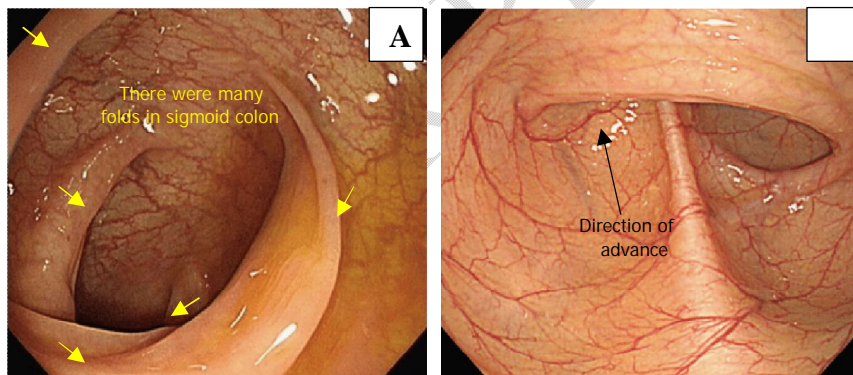 A
There were many
folds in sigmoid colon
Direction of
advance